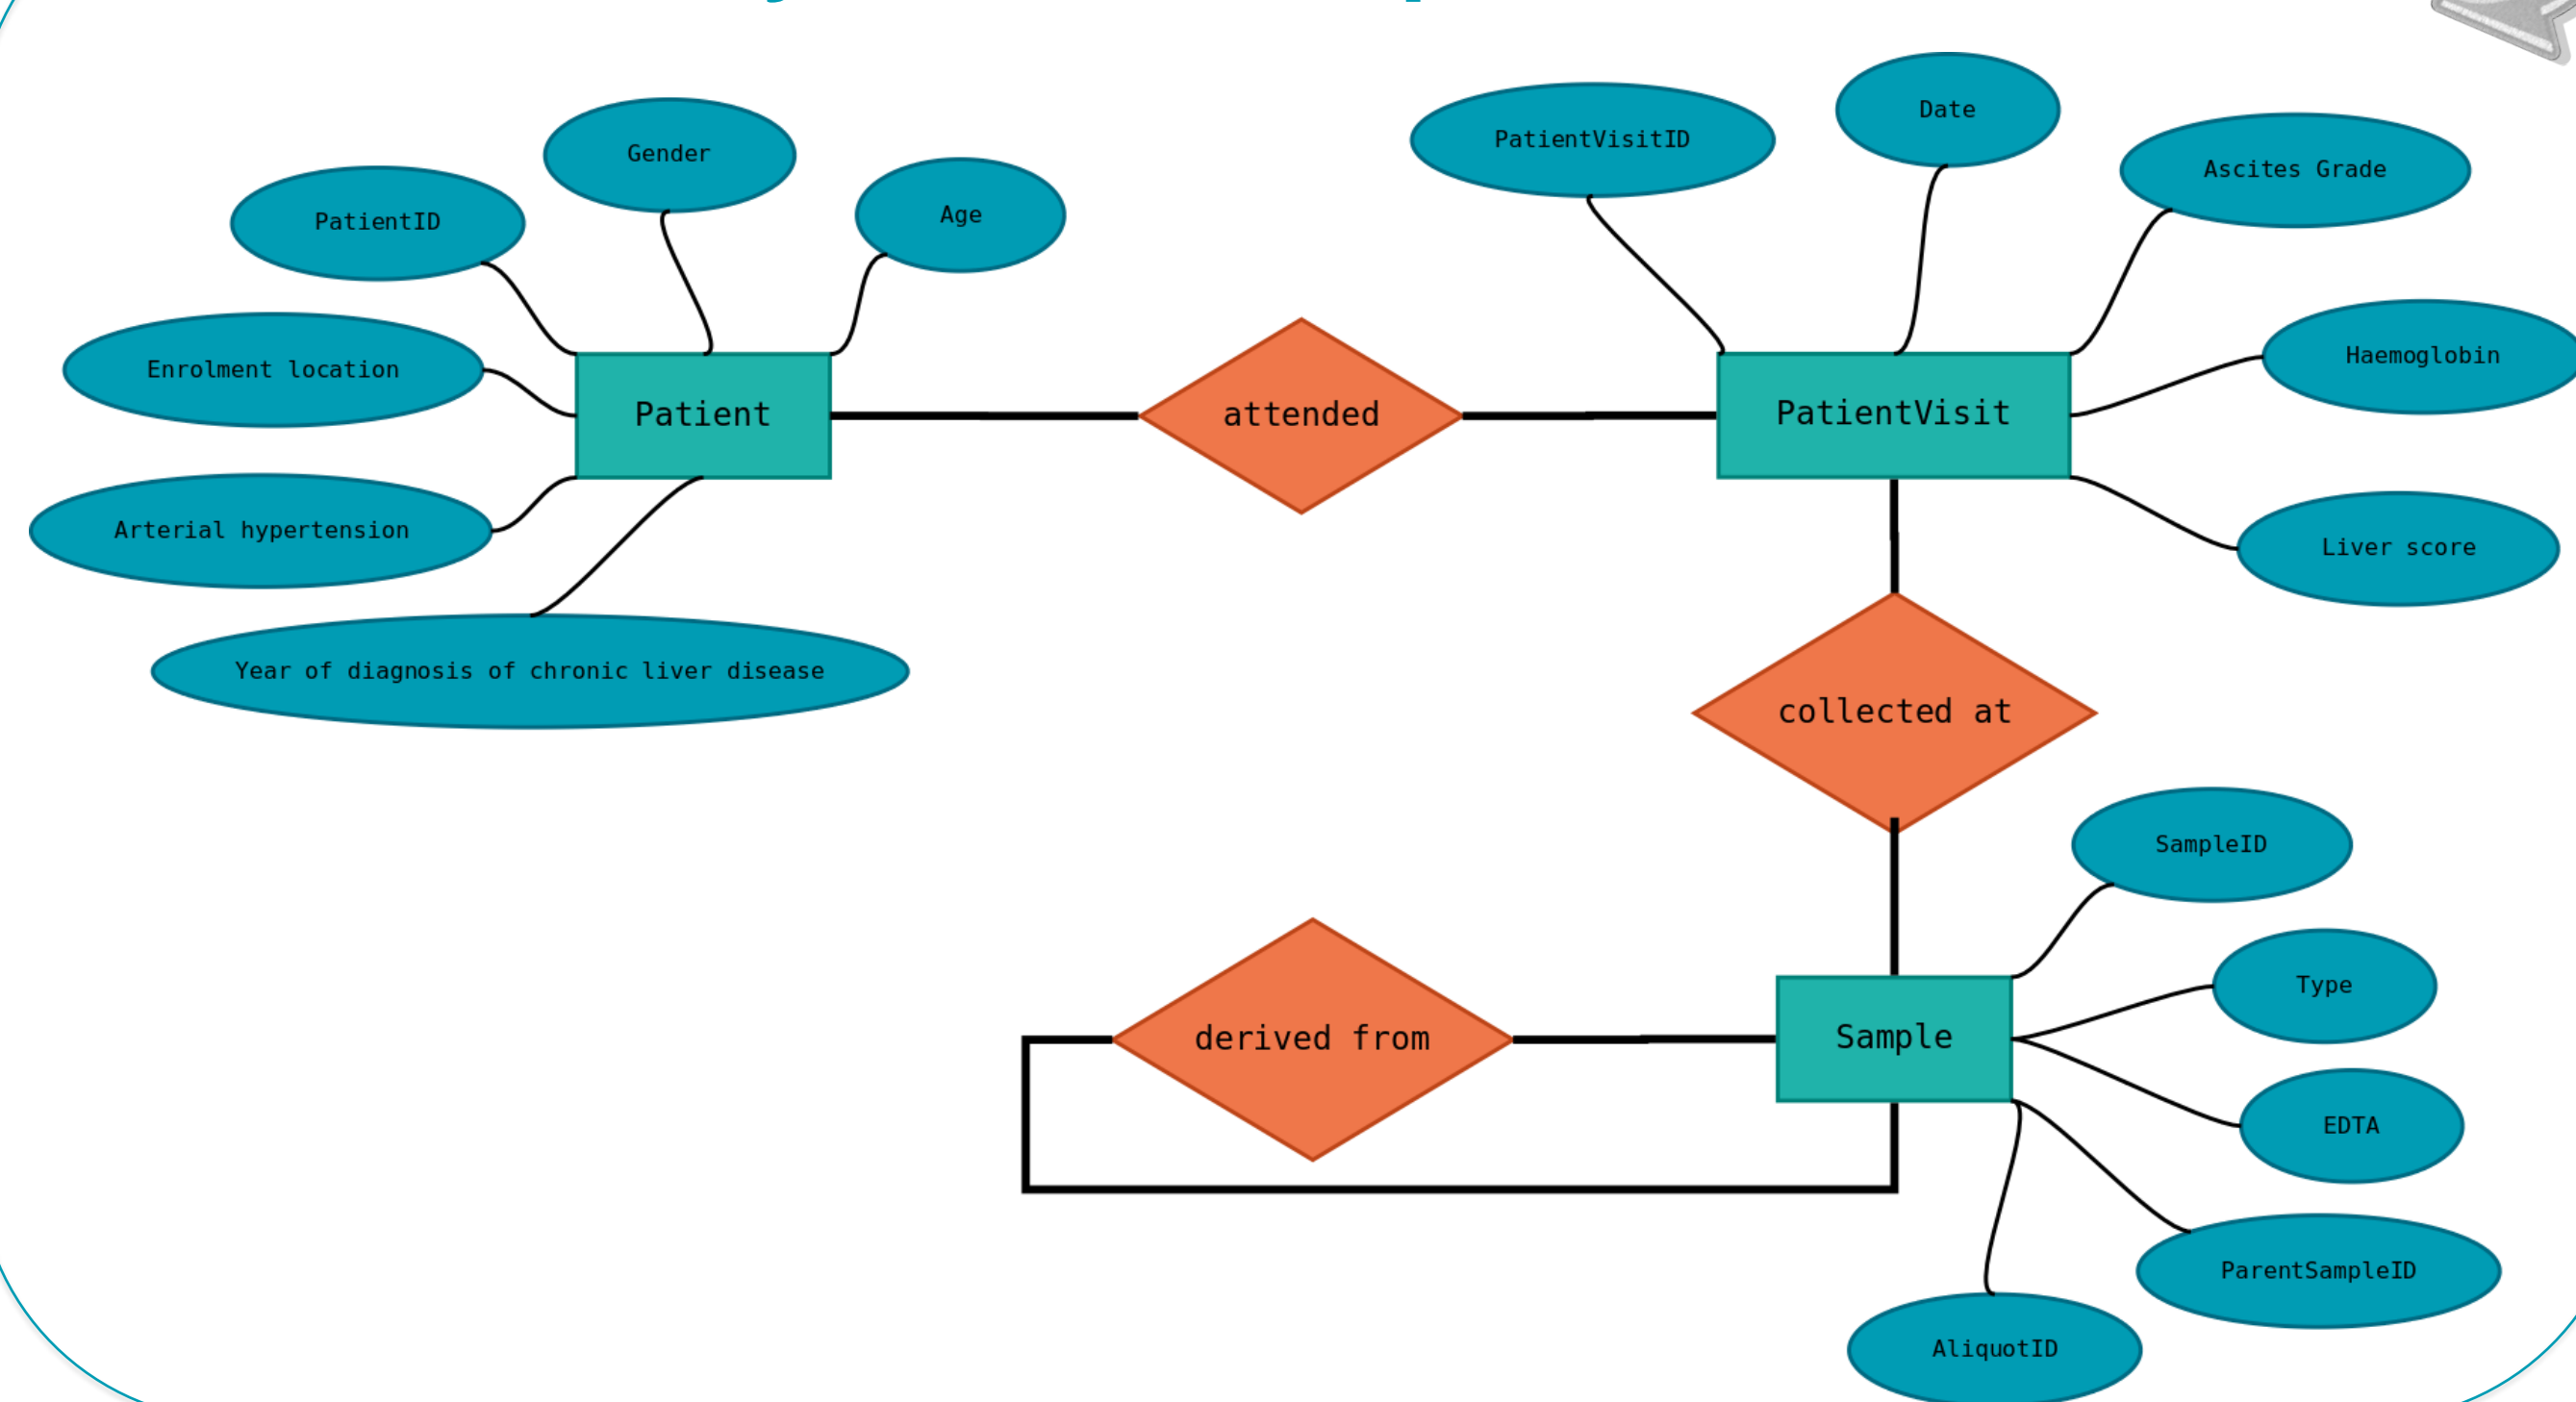 Date
PatientVisitID
Gender
Ascites Grade
Age
PatientID
Haemoglobin
Enrolment location
Patient
attended
PatientVisit
Arterial hypertension
Liver score
Year of diagnosis of chronic liver disease
collected at
SampleID
Type
derived from
Sample
EDTA
ParentSampleID
AliquotID